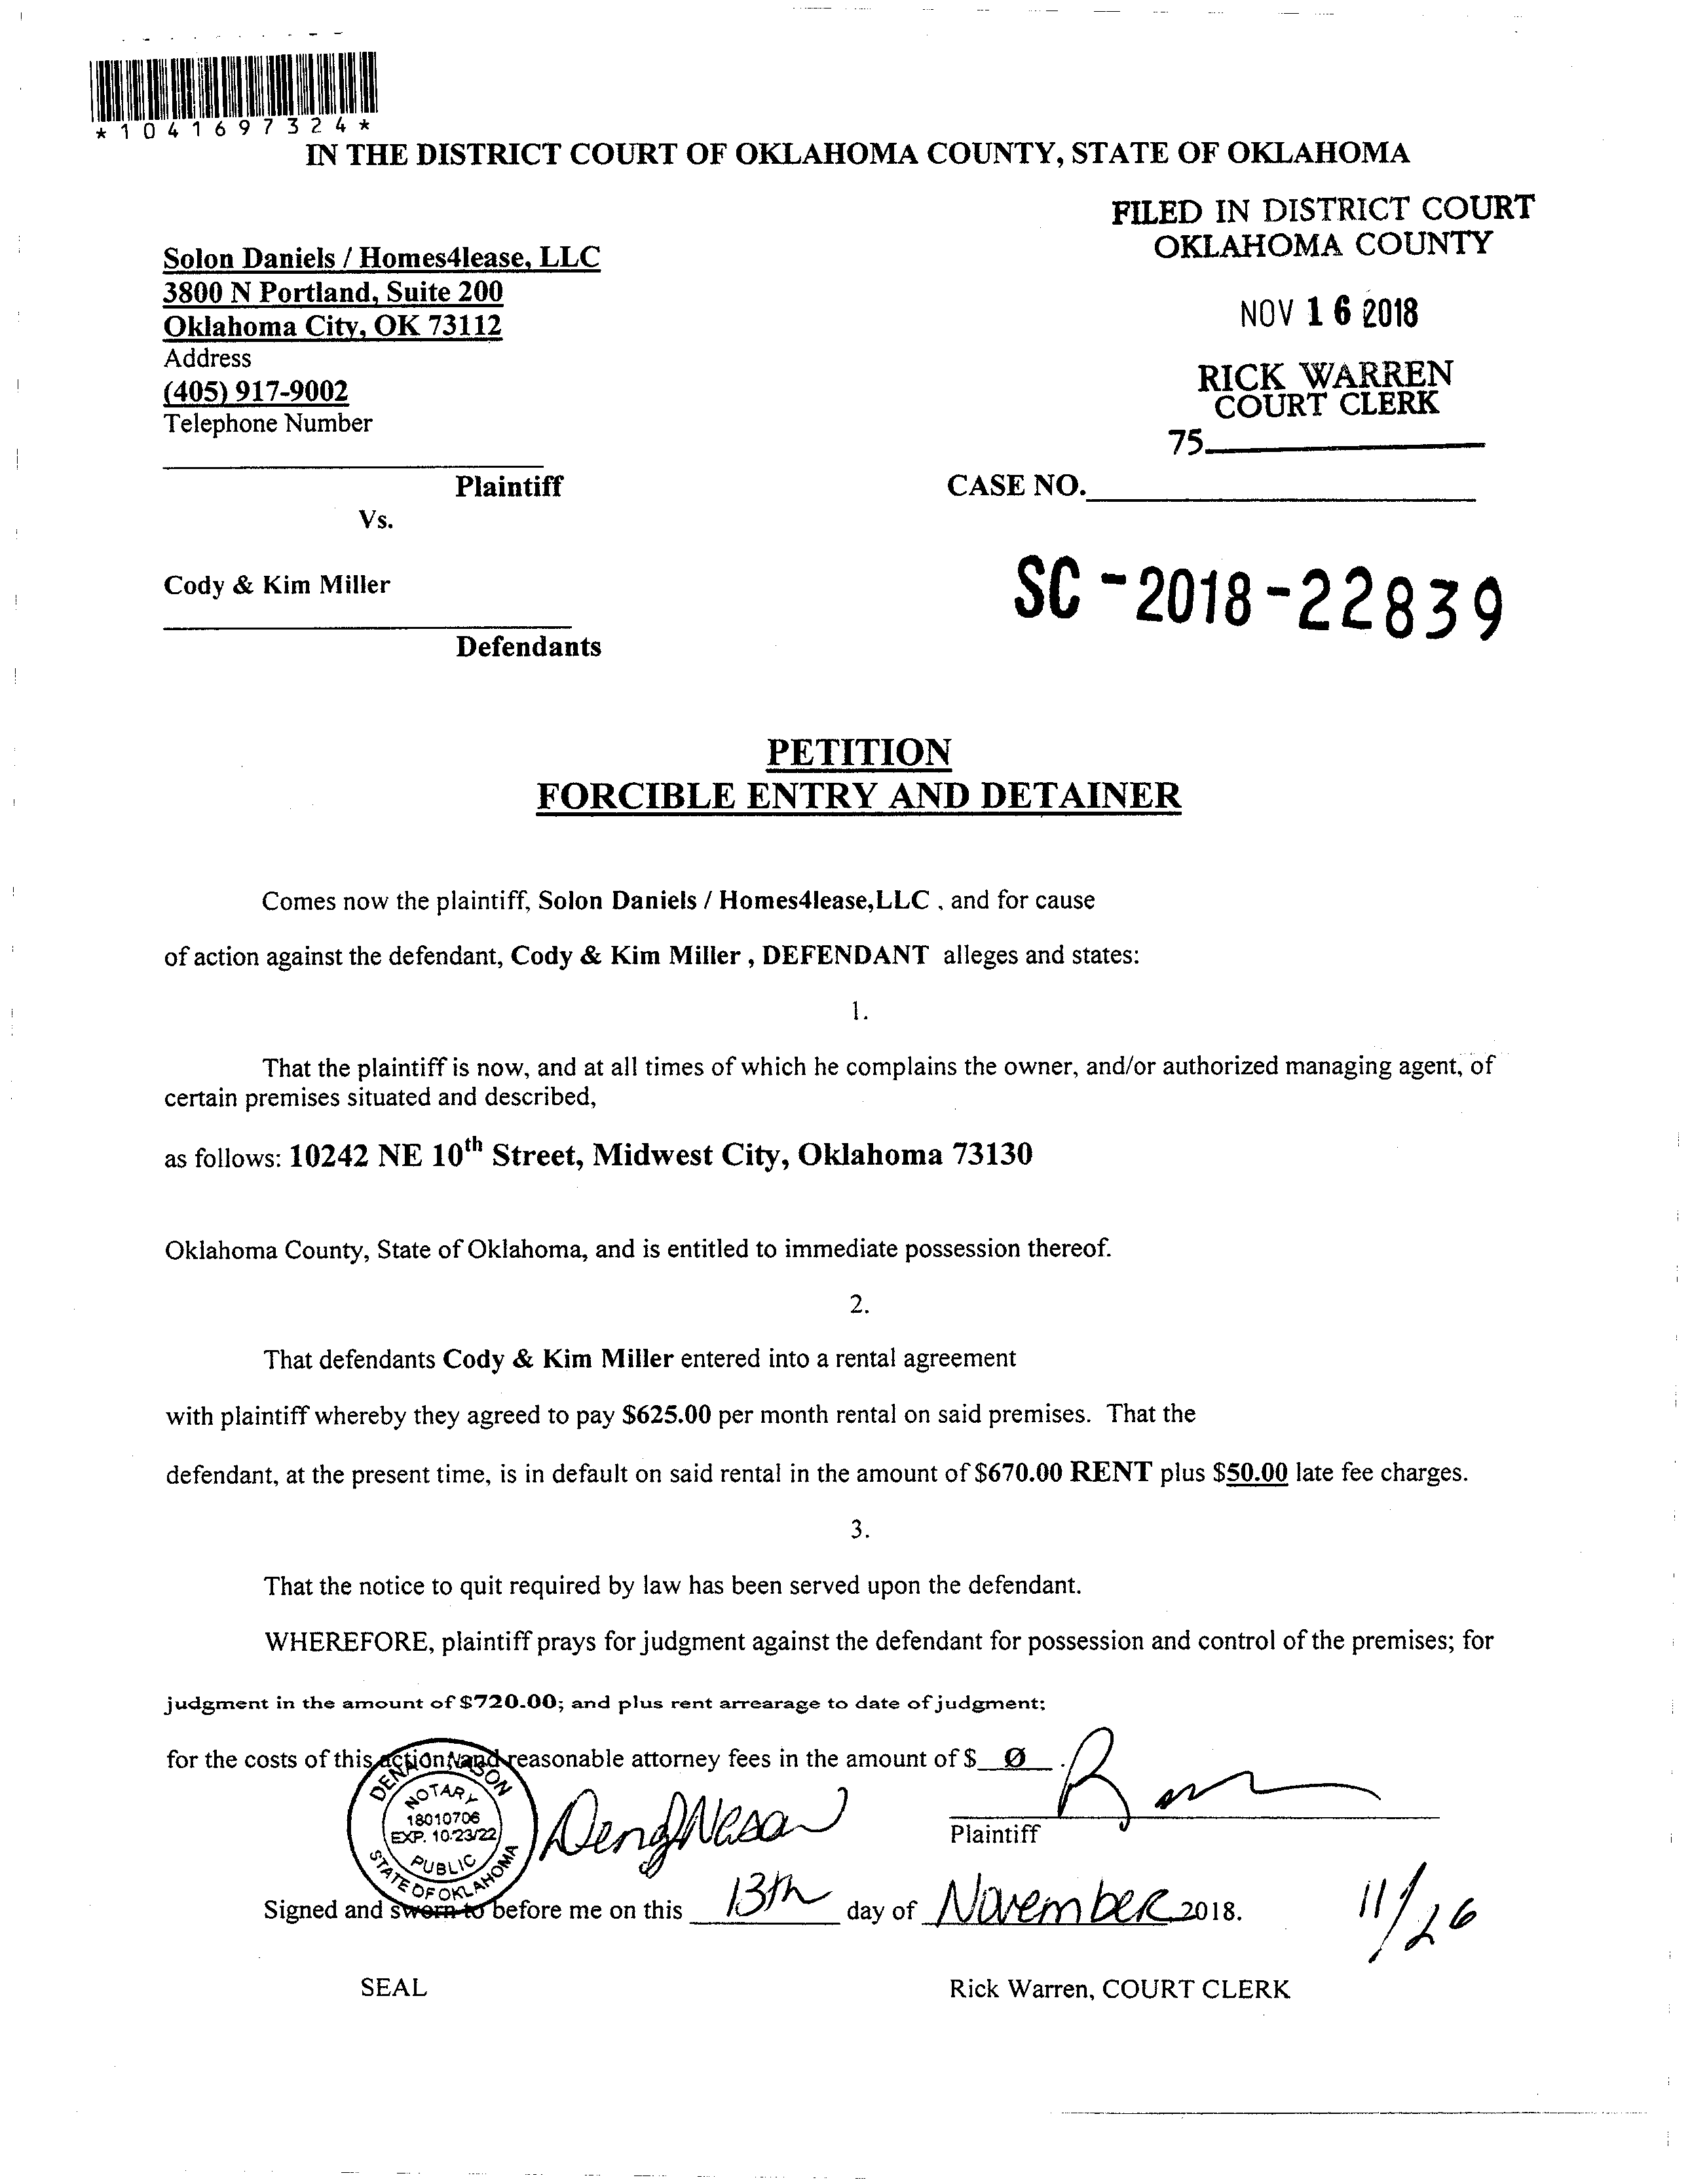 *1041697324*
IN THE DISTRICT COURT OF OKLAHOMA COUNTY, STATE OF OKLAHOMA
FILED IN DISTRICT COURT
OKLAHOMA COUNTY
NOV 16 2018
RICK WARREN
COURT CLERK
75
Solon Daniels / Homes4lease, LLC
3800 N Portland, Suite 200
Oklahoma City, OK 73112
Address
(405) 917-9002
Telephone Number
Plaintiff
CASE NO.
Vs.
SC-2018-22839
Cody & Kim Miller
Defendants
PETITION
FORCIBLE ENTRY AND DETAINER
Comes now the plaintiff, Solon Daniels / Homes4lease,LLC , and for cause
of action against the defendant, Cody & Kim Miller , DEFENDANT alleges and states:
1.
That the plaintiff is now, and at all times of which he complains the owner, and/or authorized managing agent, of
certain premises situated and described,
as follows: 10242 NE 10th Street, Midwest City, Oklahoma 73130
Oklahoma County, State of Oklahoma, and is entitled to immediate possession thereof.
2.
That defendants Cody & Kim Miller entered into a rental agreement
with plaintiff whereby they agreed to pay $625.00 per month rental on said premises. That the
defendant, at the present time, is in default on said rental in the amount of $670.00 RENT plus $50.00 late fee charges.
3.
That the notice to quit required by law has been served upon the defendant.
WHEREFORE, plaintiff prays for judgment against the defendant for possession and control of the premises; for
judgment in the amount of $720.00; and plus rent arrearage to date of judgment;
for the costs of this action, and reasonable attorney fees in the amount of $ Ø .
DENA NASON
NOTARY
18010706
EXP. 10-23/22
PUBLIC
STATE OF OKLAHOMA
Dena Nason
Plaintiff
Signed and sworn to before me on this 13th day of November 2018.
11/26
SEAL
Rick Warren, COURT CLERK